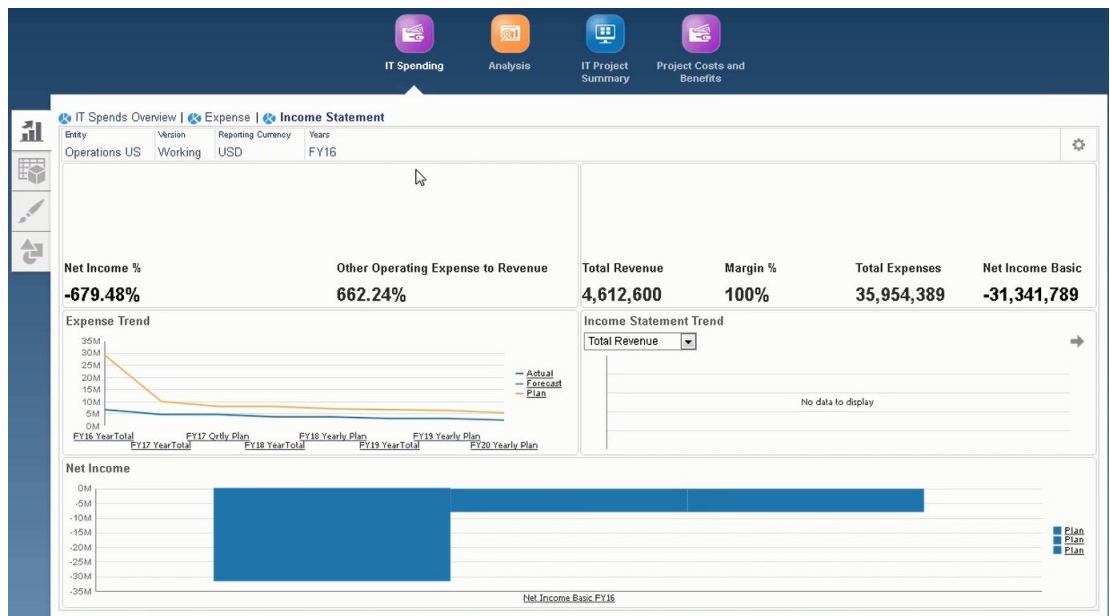 IT Spending
Analysis
IT Project
Summary
Project Costs and
Benefits
IT Spends Overview | Expense | Income Statement
Entity Version Reporting Currency Years
Operations US Working USD FY16
Net Income % Other Operating Expense to Revenue Total Revenue Margin % Total Expenses Net Income Basic
-679.48% 662.24% 4,612,600 100% 35,954,389 -31,341,789
Expense Trend
35M
30M
25M
20M
15M
10M
5M
0M
Actual
Forecast
Plan
FY16 YearTotal FY17 Qrtly Plan FY18 Yearly Plan FY19 Yearly Plan
FY17 YearTotal FY18 YearTotal FY19 YearTotal FY20 Yearly Plan
Income Statement Trend
Total Revenue
No data to display
Net Income
0M
-5M
-10M
-15M
-20M
-25M
-30M
-35M
Plan
Plan
Plan
Net Income Basic FY16